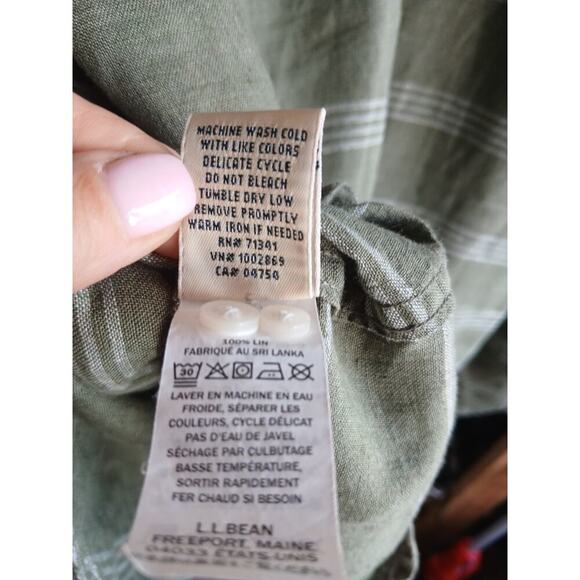 MACHINE WASH COLD
WITH LIKE COLORS
DELICATE CYCLE
DO NOT BLEACH
TUMBLE DRY LOW
REMOVE PROMPTLY
WARM IRON IF NEEDED
RN# 71341
VN# 1002869
CA# 04754
100% LIN
FABRIQUÉ AU SRI LANKA
30
LAVER EN MACHINE EN EAU
FROIDE, SÉPARER LES
COULEURS, CYCLE DÉLICAT
PAS D'EAU DE JAVEL
SÉCHAGE PAR CULBUTAGE
BASSE TEMPÉRATURE,
SORTIR RAPIDEMENT
FER CHAUD SI BESOIN
L.L.BEAN
FREEPORT, MAINE
04033 ÉTATS-UNIS